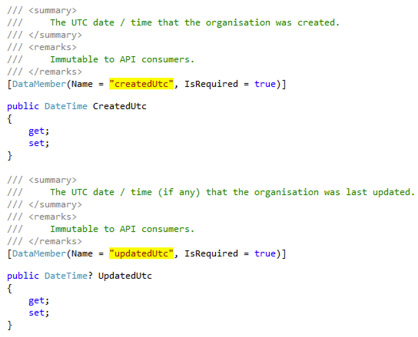 /// <summary>
///     The UTC date / time that the organisation was created.
/// </summary>
/// <remarks>
///     Immutable to API consumers.
/// </remarks>
[DataMember(Name = "createdUtc", IsRequired = true)]
public DateTime CreatedUtc
{
    get;
    set;
}
/// <summary>
///     The UTC date / time (if any) that the organisation was last updated.
/// </summary>
/// <remarks>
///     Immutable to API consumers.
/// </remarks>
[DataMember(Name = "updatedUtc", IsRequired = true)]
public DateTime? UpdatedUtc
{
    get;
    set;
}